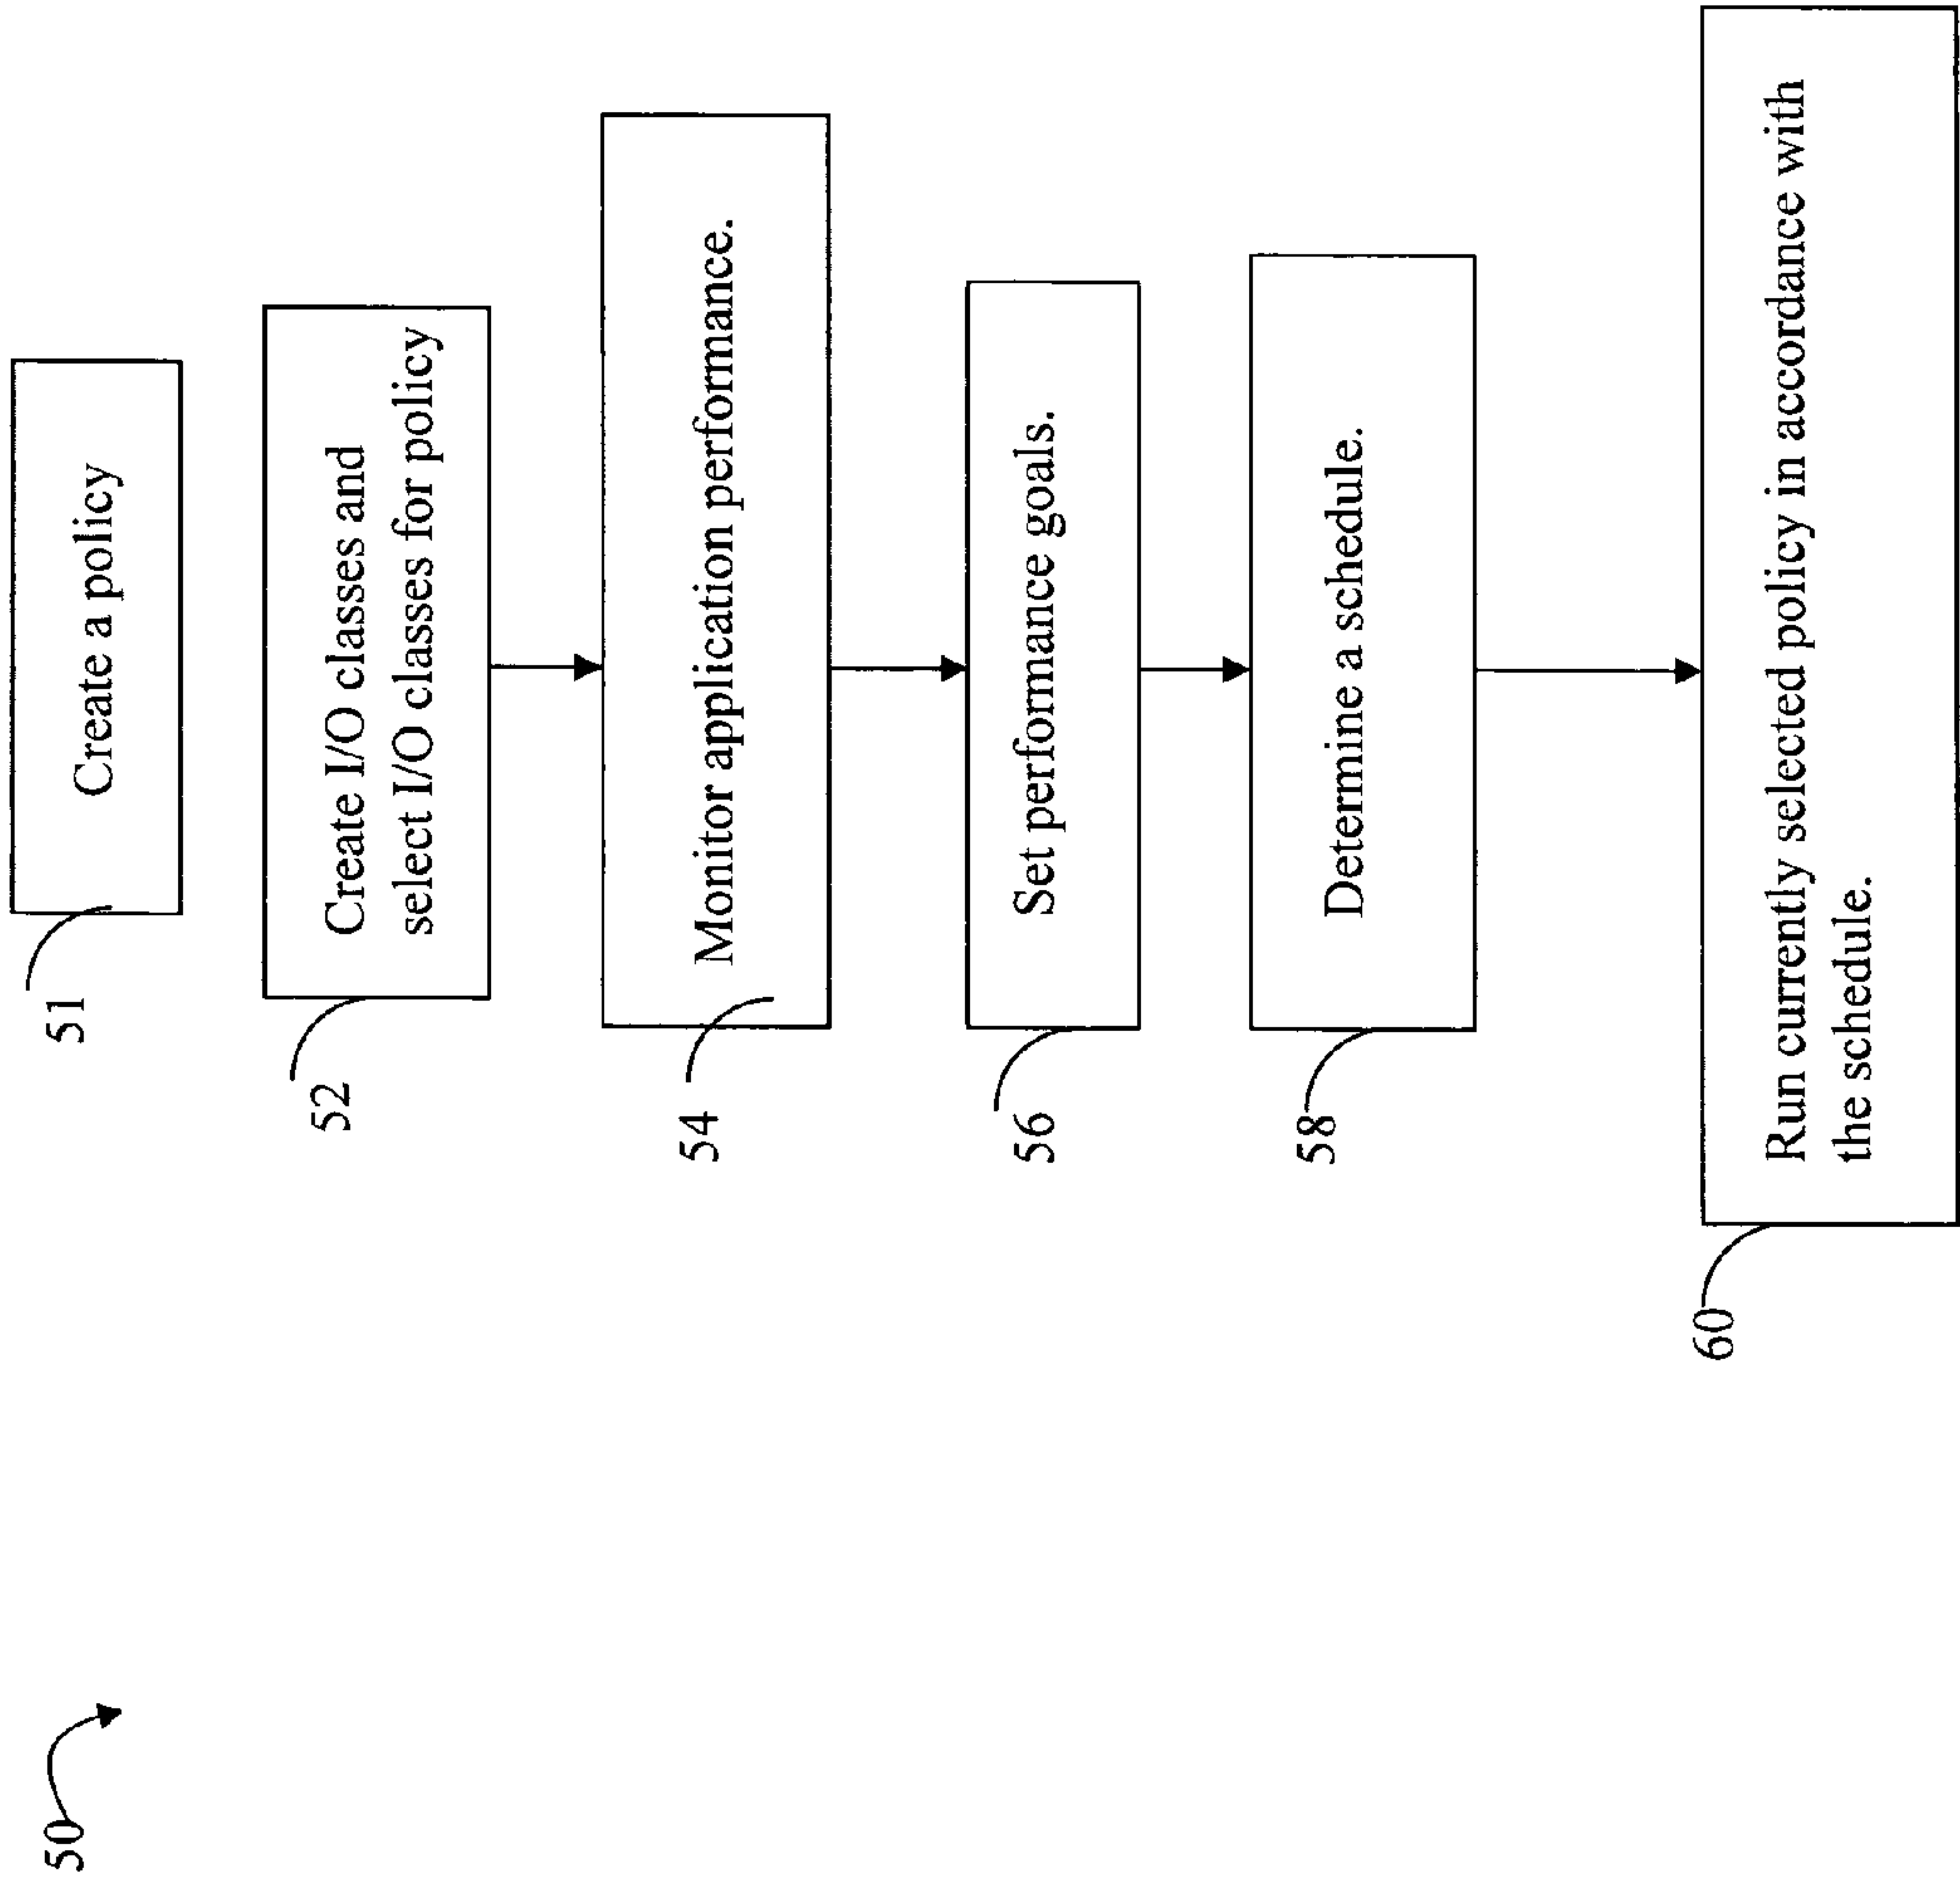 50
51
Create a policy
52
Create I/O classes and
select I/O classes for policy
54
Monitor application performance.
56
Set performance goals.
58
Determine a schedule.
60
Run currently selected policy in accordance with
the schedule.